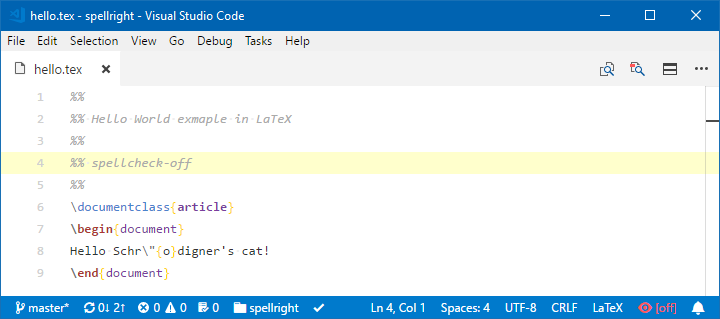 hello.tex - spellright - Visual Studio Code
File Edit Selection View Go Debug Tasks Help
hello.tex
1 %%
2 %% Hello World exmaple in LaTeX
3 %%
4 %% spellcheck-off
5 %%
6 \documentclass{article}
7 \begin{document}
8 Hello Schr\"{o}digner's cat!
9 \end{document}
master* 0↓ 2↑ 0 0 0 spellright Ln 4, Col 1 Spaces: 4 UTF-8 CRLF LaTeX [off]